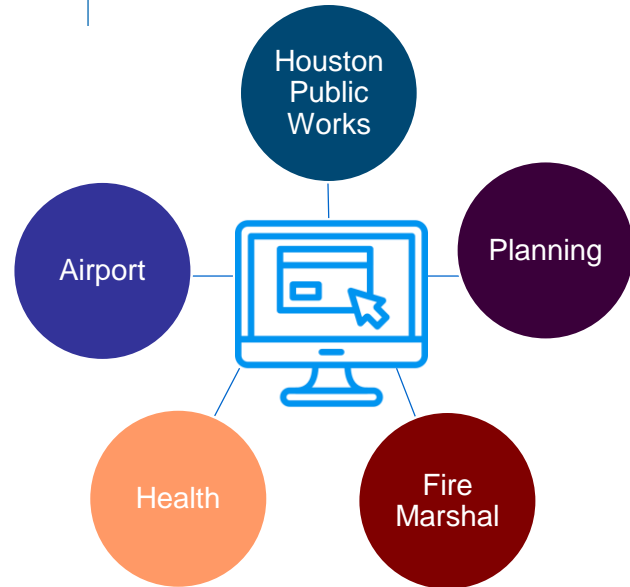 Houston
Public
Works
Planning
Airport
Fire
Marshal
Health